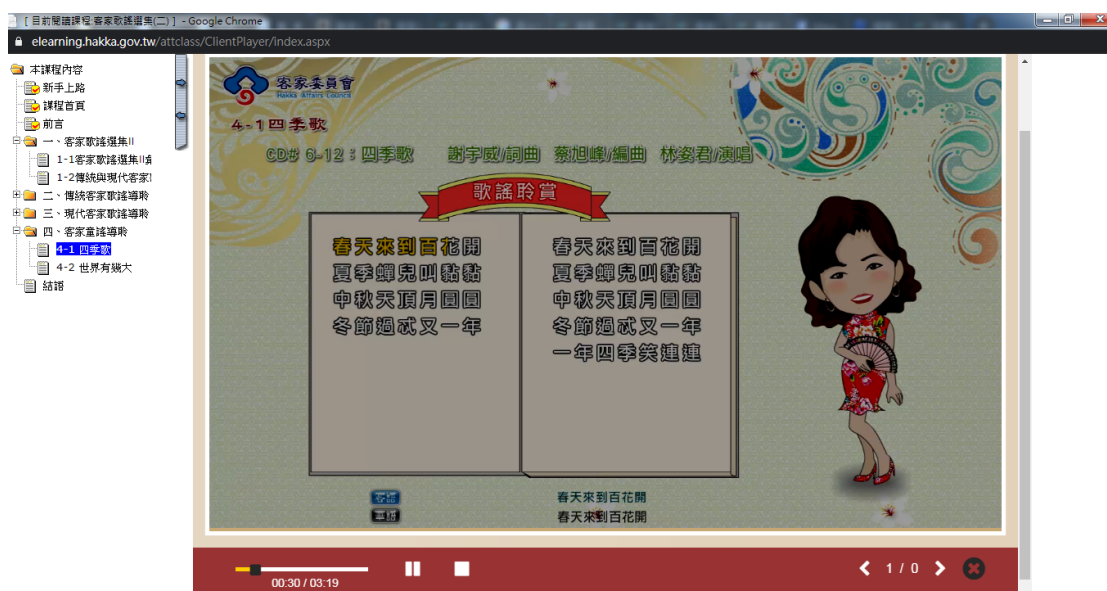 [ 目前閱讀課程:客家歌謠選集(二) ] - Google Chrome
elearning.hakka.gov.tw/attclass/ClientPlayer/index.aspx
本課程內容
新手上路
課程首頁
前言
一、客家歌謠選集II
1-1客家歌謠選集II
1-2傳統與現代客家
二、傳統客家歌謠導聆
三、現代客家歌謠導聆
四、客家童謠導聆
4-1 四季歌
4-2 世界有幾大
結語
客家委員會
Hakka Affairs Council
4-1四季歌
CD# 6-12:四季歌 謝宇威/詞曲 蔡旭峰/編曲 林姿君/演唱
歌謠聆賞
春天來到百花開
夏季蟬兒叫黏黏
中秋天頂月圓圓
冬節過忒又一年
春天來到百花開
夏季蟬兒叫黏黏
中秋天頂月圓圓
冬節過忒又一年
一年四季笑連連
客語 春天來到百花開
華語 春天來到百花開
00:30 / 03:19
1 / 0